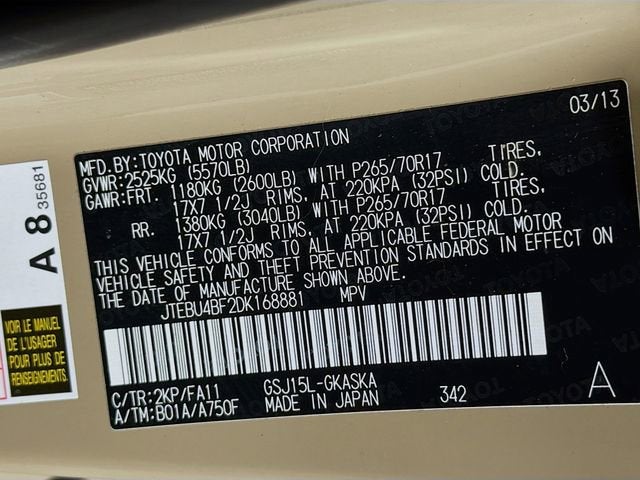 03/13
MFD.BY:TOYOTA MOTOR CORPORATION
GVWR:2525KG (5570LB)
GAWR:FRT. 1180KG (2600LB) WITH P265/70R17 TIRES,
17X7 1/2J RIMS, AT 220KPA (32PSI) COLD.
RR. 1380KG (3040LB) WITH P265/70R17 TIRES,
17X7 1/2J RIMS, AT 220KPA (32PSI) COLD.
THIS VEHICLE CONFORMS TO ALL APPLICABLE FEDERAL MOTOR
VEHICLE SAFETY AND THEFT PREVENTION STANDARDS IN EFFECT ON
THE DATE OF MANUFACTURE SHOWN ABOVE.
JTEBU4BF2DK168881 MPV
C/TR:2KP/FA11 GSJ15L-GKASKA
A/TM:B01A/A750F MADE IN JAPAN 342
A
A 8 35681
VOIR LE MANUEL
DE L'USAGER
POUR PLUS DE
RENSEIGNEMENTS.